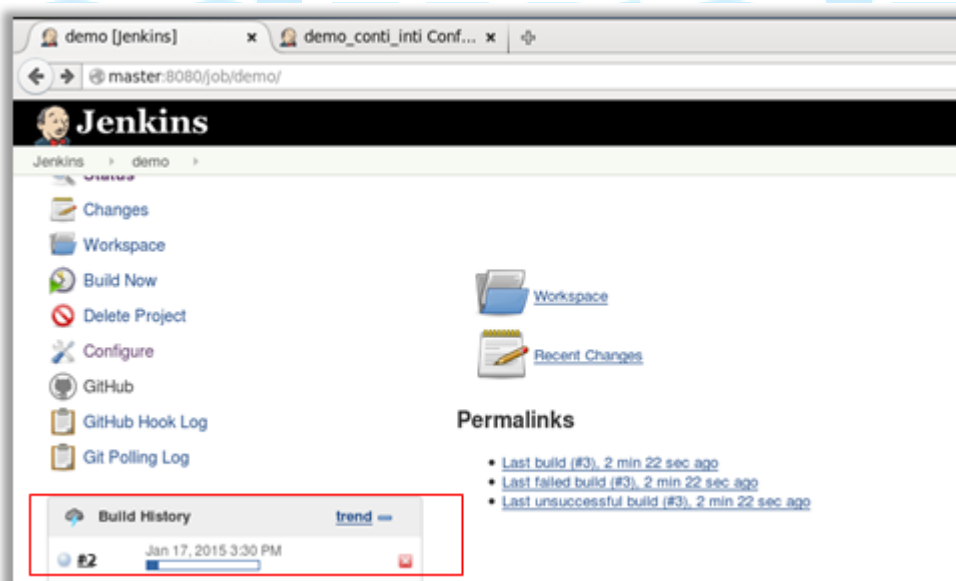 demo [Jenkins]
demo_conti_inti Conf...
master:8080/job/demo/
Jenkins
Jenkins
demo
Status
Changes
Workspace
Build Now
Delete Project
Configure
GitHub
GitHub Hook Log
Git Polling Log
Workspace
Recent Changes
Permalinks
Last build (#3), 2 min 22 sec ago
Last failed build (#3), 2 min 22 sec ago
Last unsuccessful build (#3), 2 min 22 sec ago
Build History trend
#2 Jan 17, 2015 3:30 PM